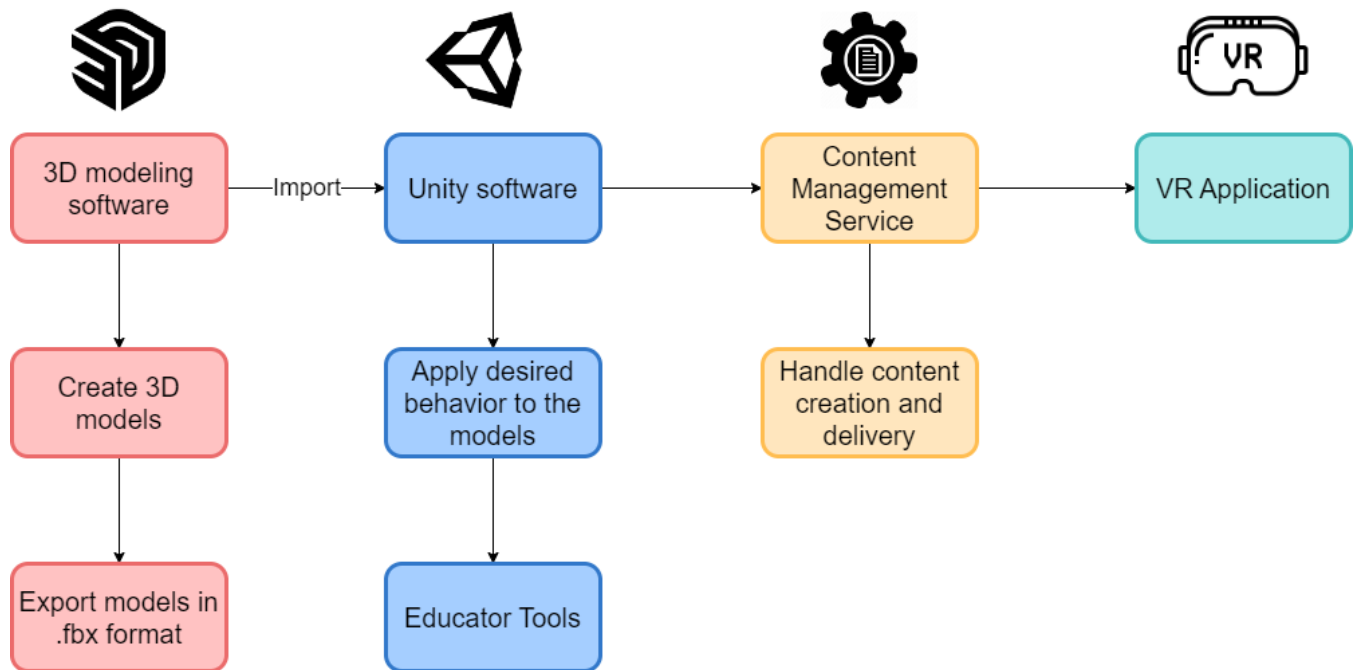 VR
3D modeling
software
Import
Unity software
Content
Management
Service
VR Application
Create 3D
models
Apply desired
behavior to the
models
Handle content
creation and
delivery
Export models in
.fbx format
Educator Tools